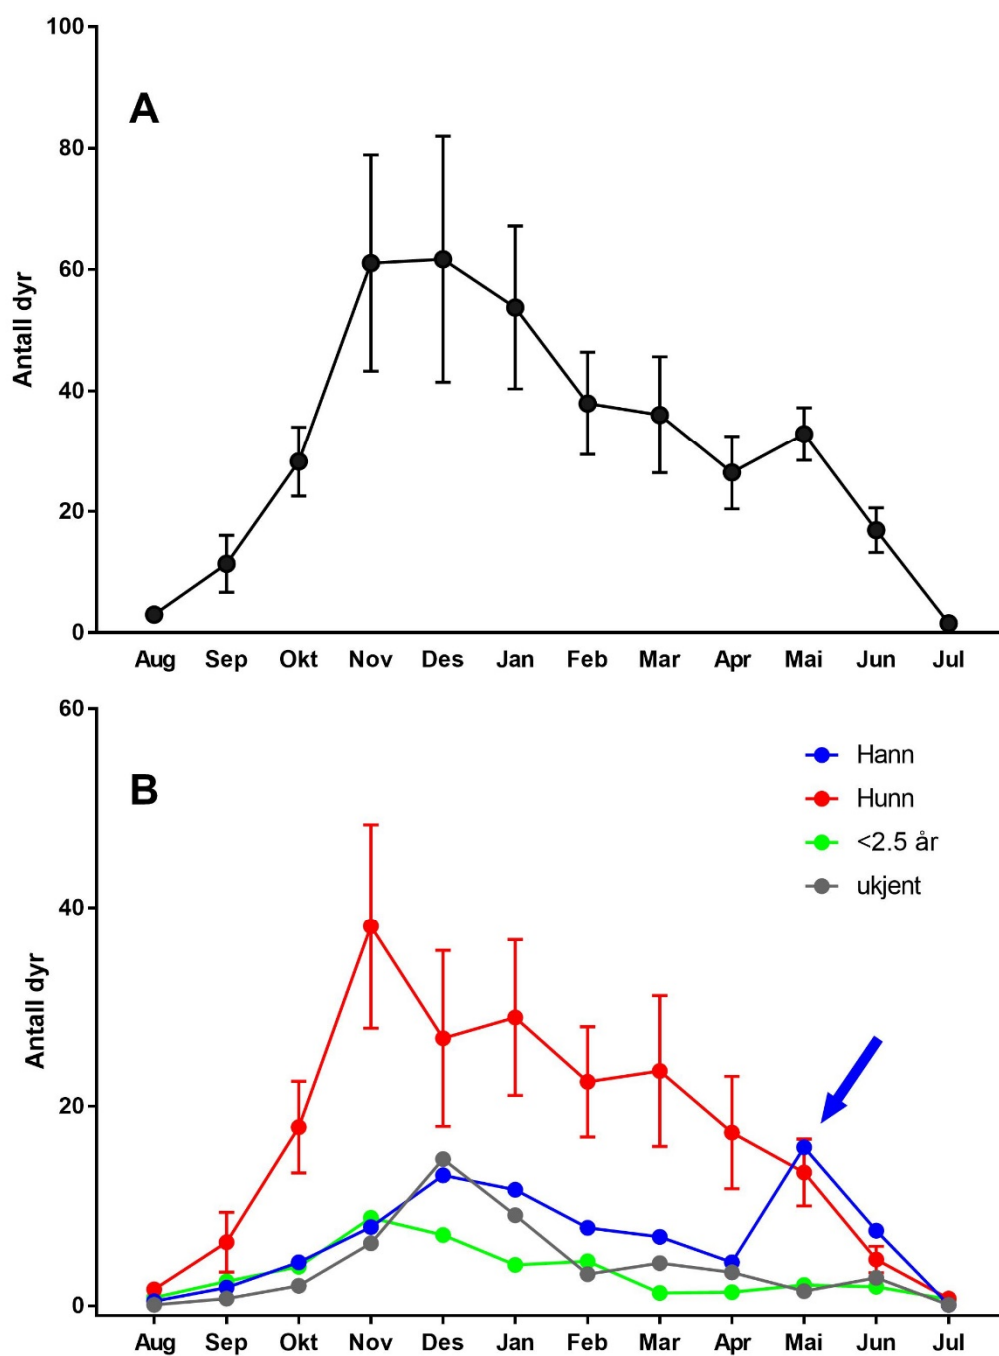 100
A
80
60
Antall dyr
40
20
0
Aug Sep Okt Nov Des Jan Feb Mar Apr Mai Jun Jul
60
Hann
B
Hunn
<2.5 år
ukjent
40
Antall dyr
20
0
Aug Sep Okt Nov Des Jan Feb Mar Apr Mai Jun Jul